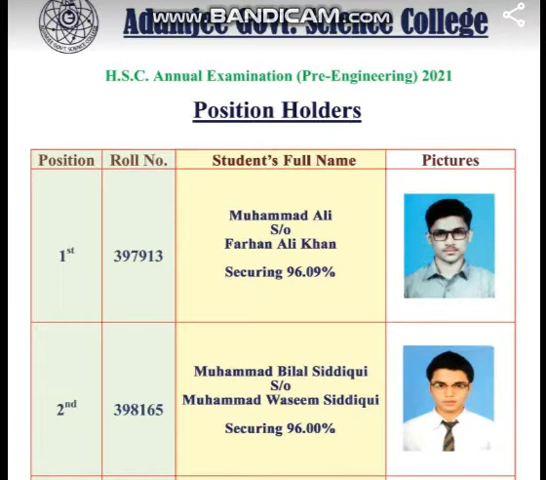 www.BANDICAM.com
Adamjee Govt. Science College
H.S.C. Annual Examination (Pre-Engineering) 2021
Position Holders
Position Roll No. Student's Full Name Pictures
1st 397913 Muhammad Ali
S/o
Farhan Ali Khan
Securing 96.09%
2nd 398165 Muhammad Bilal Siddiqui
S/o
Muhammad Waseem Siddiqui
Securing 96.00%